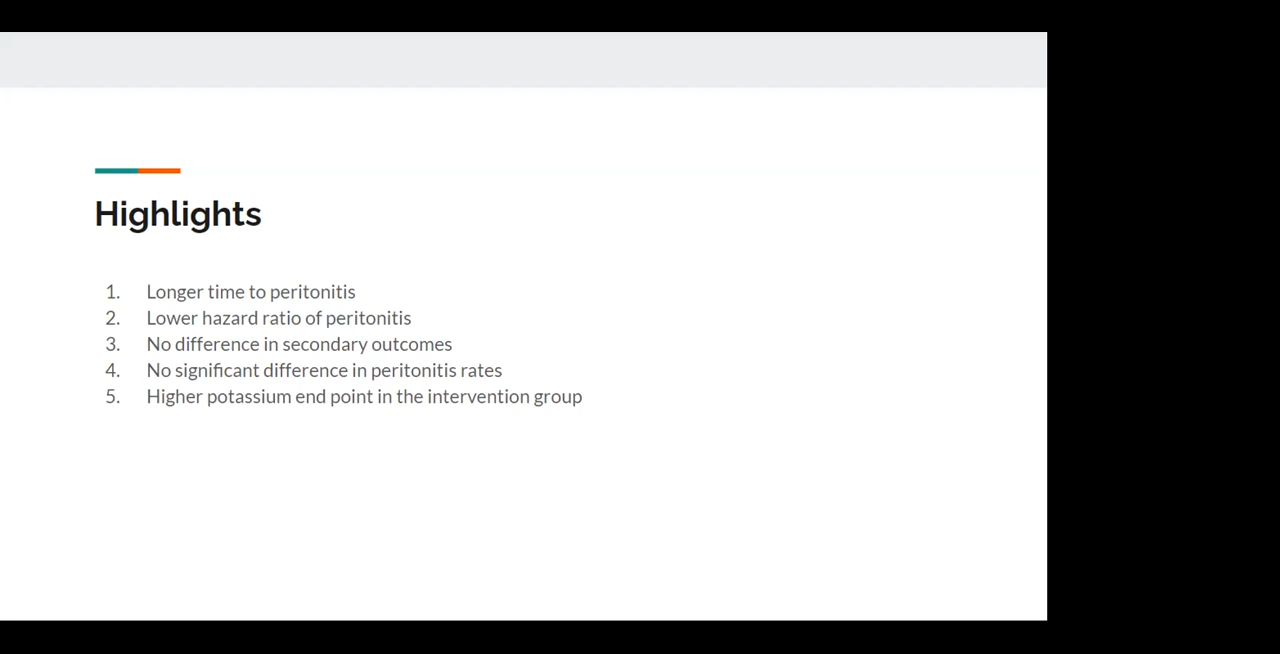 Highlights
1. Longer time to peritonitis
2. Lower hazard ratio of peritonitis
3. No difference in secondary outcomes
4. No significant difference in peritonitis rates
5. Higher potassium end point in the intervention group